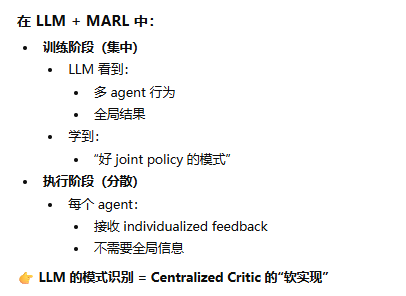 在 LLM + MARL 中：
• 训练阶段（集中）
• LLM 看到：
• 多 agent 行为
• 全局结果
• 学到：
• “好 joint policy 的模式”
• 执行阶段（分散）
• 每个 agent：
• 接收 individualized feedback
• 不需要全局信息
👉 LLM 的模式识别 = Centralized Critic 的“软实现”